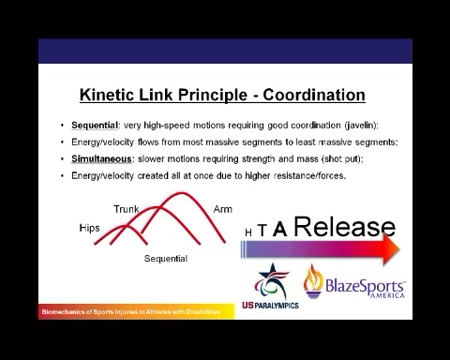 Kinetic Link Principle - Coordination
• Sequential: very high-speed motions requiring good coordination (javelin);
• Energy/velocity flows from most massive segments to least massive segments;
• Simultaneous: slower motions requiring strength and mass (shot put);
• Energy/velocity created all at once due to higher resistance/forces.
Hips
Trunk
Arm
Sequential
H T A Release
US PARALYMPICS
BlazeSports
AMERICA
Biomechanics of Sports Injuries in Athletes with Disabilities